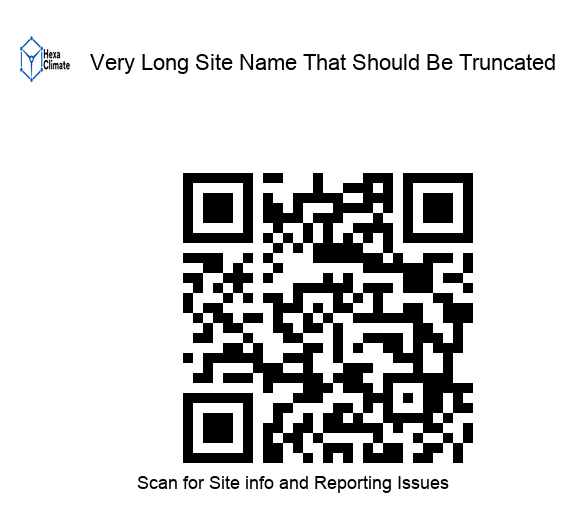 Hexa
Climate
Very Long Site Name That Should Be Truncated
Scan for Site info and Reporting Issues